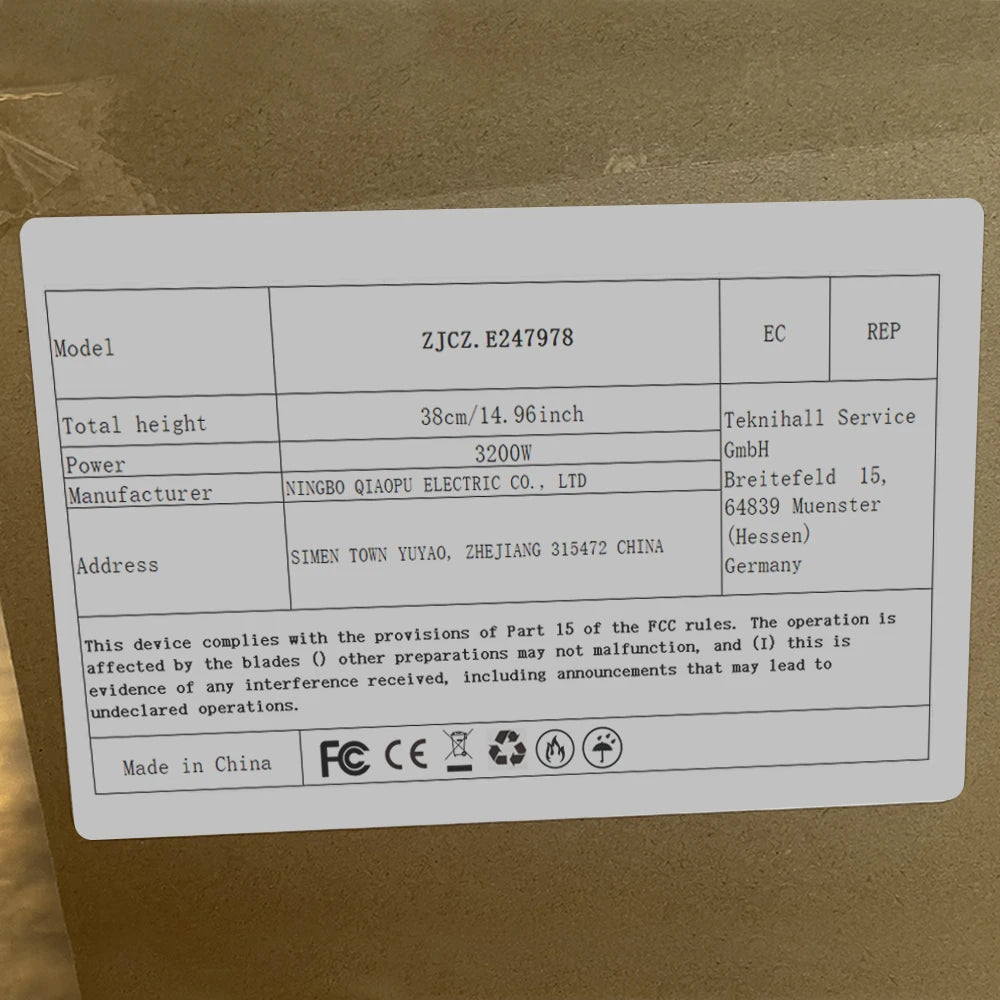 Model
ZJCZ.E247978
EC
REP
Total height
38cm/14.96inch
Power
3200W
Manufacturer
NINGBO QIAOPU ELECTRIC CO., LTD
Address
SIMEN TOWN YUYAO, ZHEJIANG 315472 CHINA
Teknihall Service
GmbH
Breitefeld 15,
64839 Muenster
(Hessen)
Germany
This device complies with the provisions of Part 15 of the FCC rules. The operation is
affected by the blades () other preparations may not malfunction, and (I) this is
evidence of any interference received, including announcements that may lead to
undeclared operations.
Made in China
FC CE